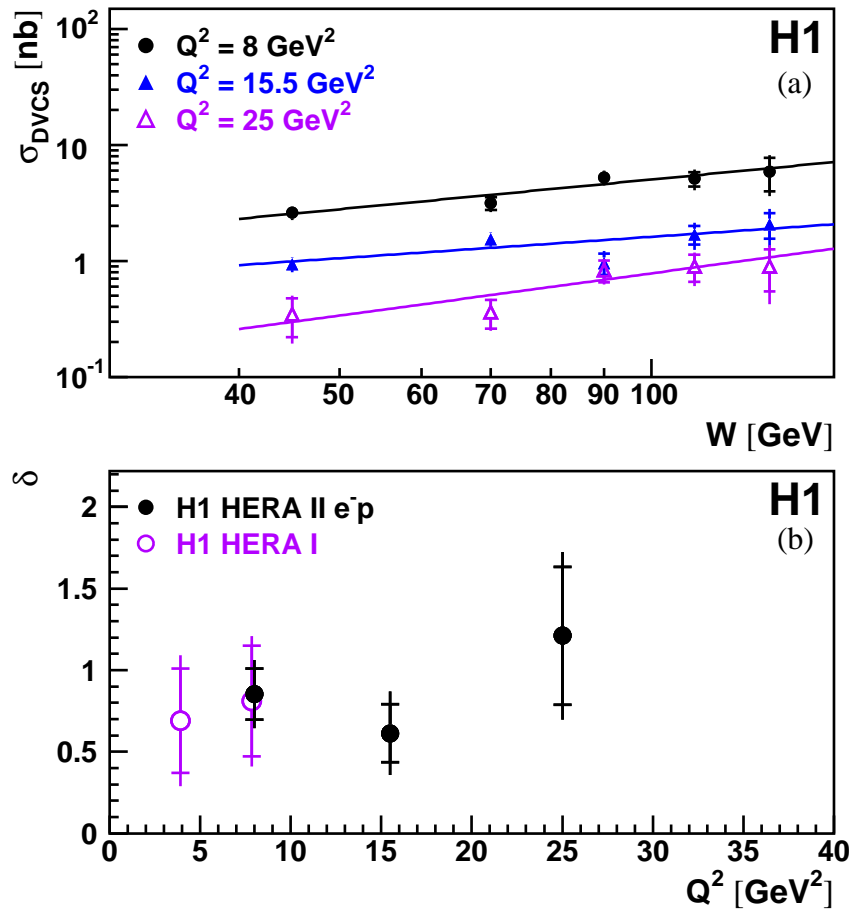 10²
σDVCS [nb]
H1
Q² = 8 GeV²
Q² = 15.5 GeV²
(a)
Q² = 25 GeV²
10
1
10⁻¹
40 50 60 70 80 90 100
W [GeV]
δ
H1
2
H1 HERA II e⁻p
H1 HERA I
(b)
1.5
1
0.5
0
0 5 10 15 20 25 30 35 40
Q² [GeV²]